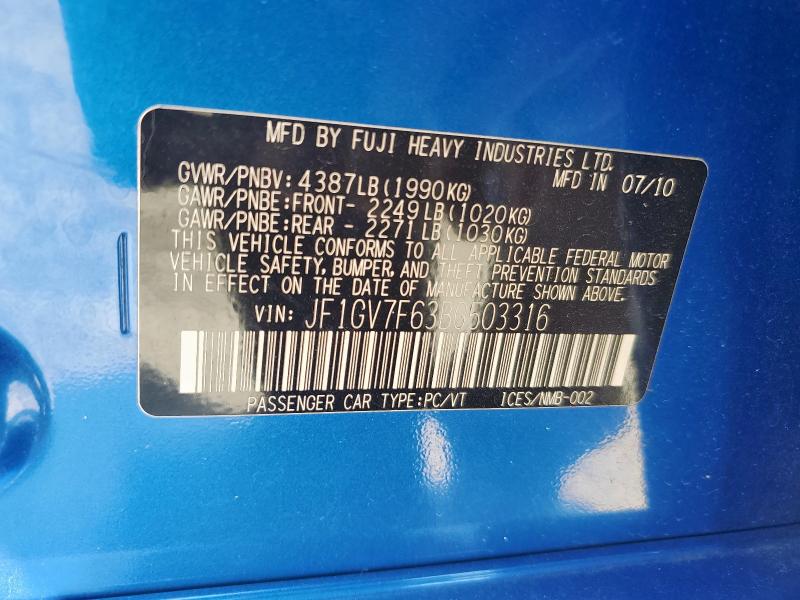 MFD BY FUJI HEAVY INDUSTRIES LTD.
MFD IN 07/10
GVWR/PNBV: 4387LB(1990KG)
GAWR/PNBE:FRONT- 2249LB(1020KG)
GAWR/PNBE:REAR - 2271LB(1030KG)
THIS VEHICLE CONFORMS TO ALL APPLICABLE FEDERAL MOTOR
VEHICLE SAFETY, BUMPER, AND THEFT PREVENTION STANDARDS
IN EFFECT ON THE DATE OF MANUFACTURE SHOWN ABOVE.
VIN: JF1GV7F63BG503316
PASSENGER CAR TYPE:PC/VT ICES/NMB-002